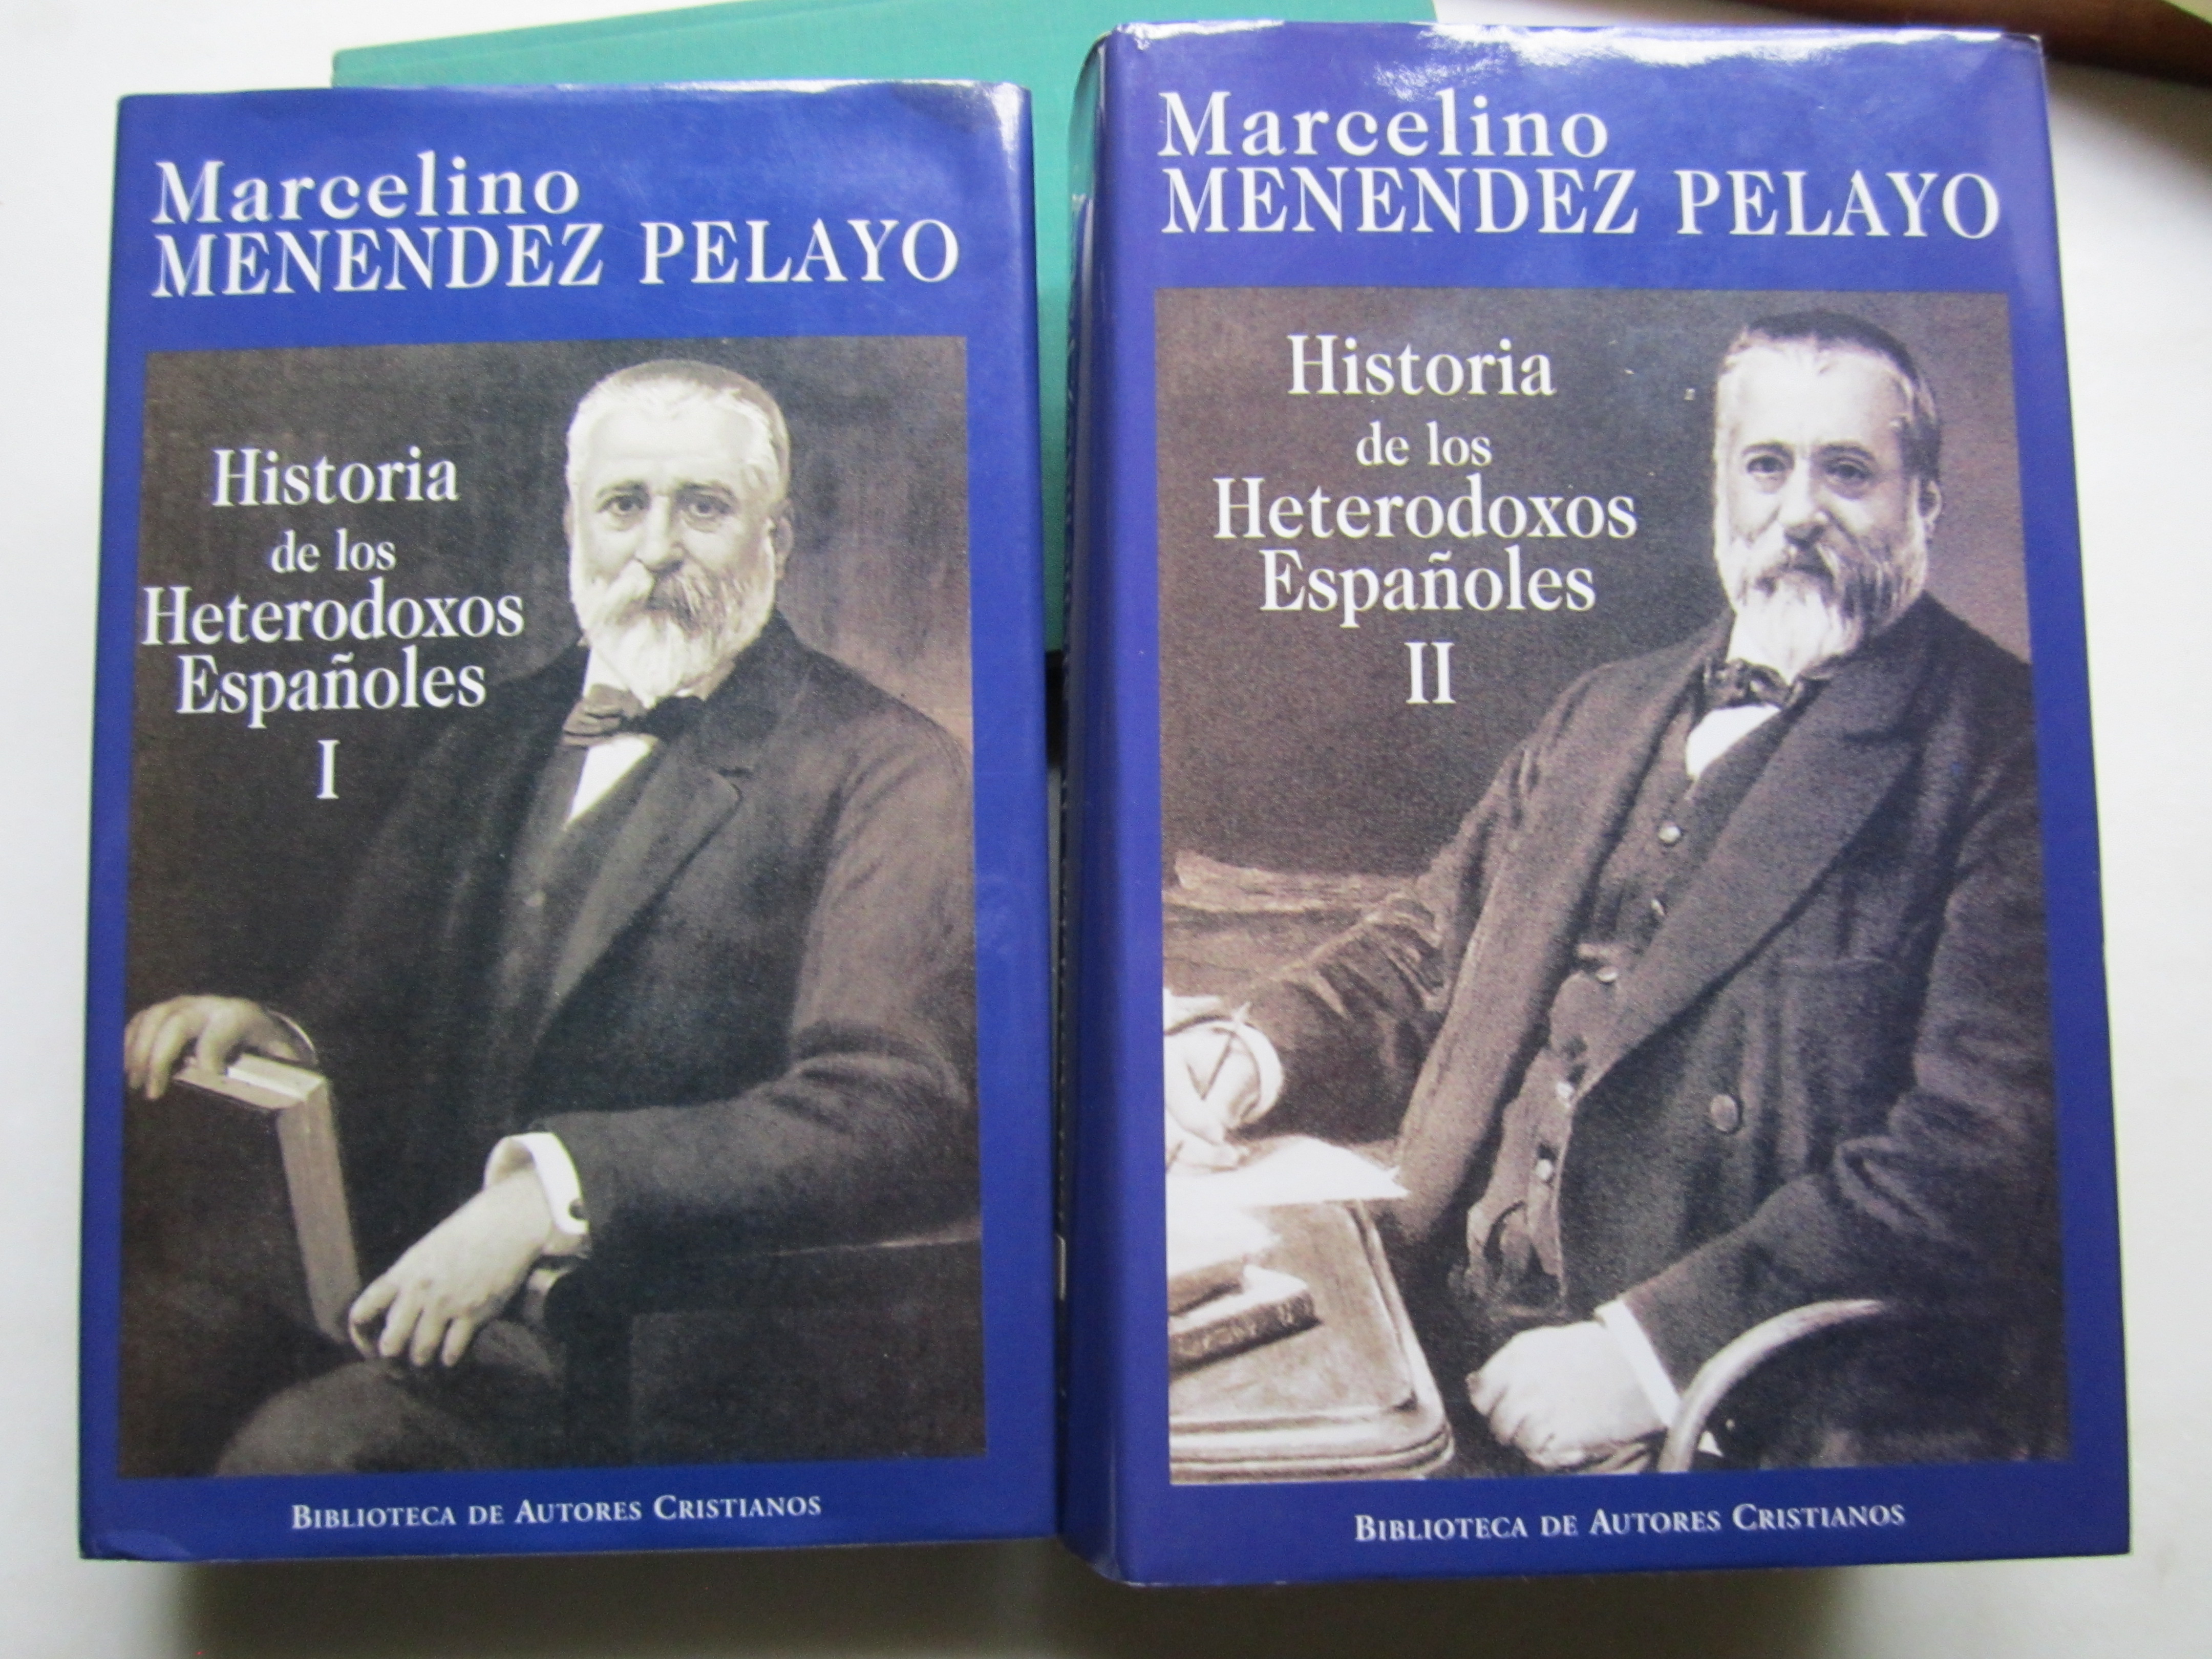 Marcelino
MENENDEZ PELAYO
Historia
de los
Heterodoxos
Españoles
I
BIBLIOTECA DE AUTORES CRISTIANOS
Marcelino
MENENDEZ PELAYO
Historia
de los
Heterodoxos
Españoles
II
BIBLIOTECA DE AUTORES CRISTIANOS